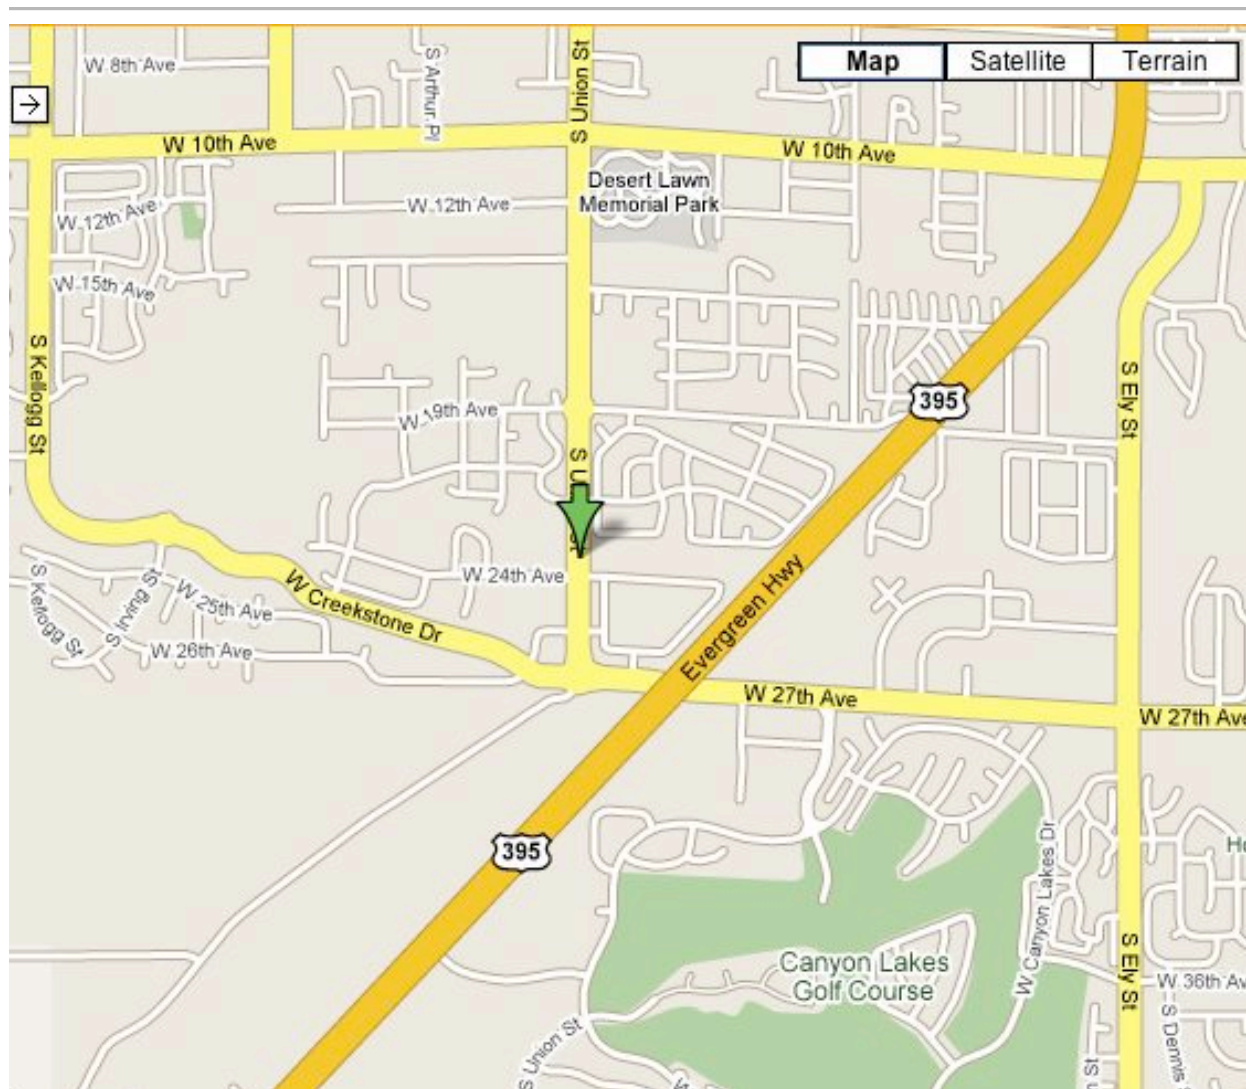 Map
Satellite
Terrain
W 8th Ave
S Arthur Pl
S Union St
W 10th Ave
W 10th Ave
Desert Lawn
Memorial Park
W 12th Ave
W 12th Ave
W 15th Ave
S Kellogg St
S Ely St
395
W 19th Ave
W 24th Ave
Evergreen Hwy
S Kellogg St
S Irving St
W 25th Ave
W 26th Ave
W Creekstone Dr
W 27th Ave
W 27th Ave
395
W Canyon Lakes Dr
Canyon Lakes
Golf Course
S Ely St
W 36th Av
S Dennis
S Union St